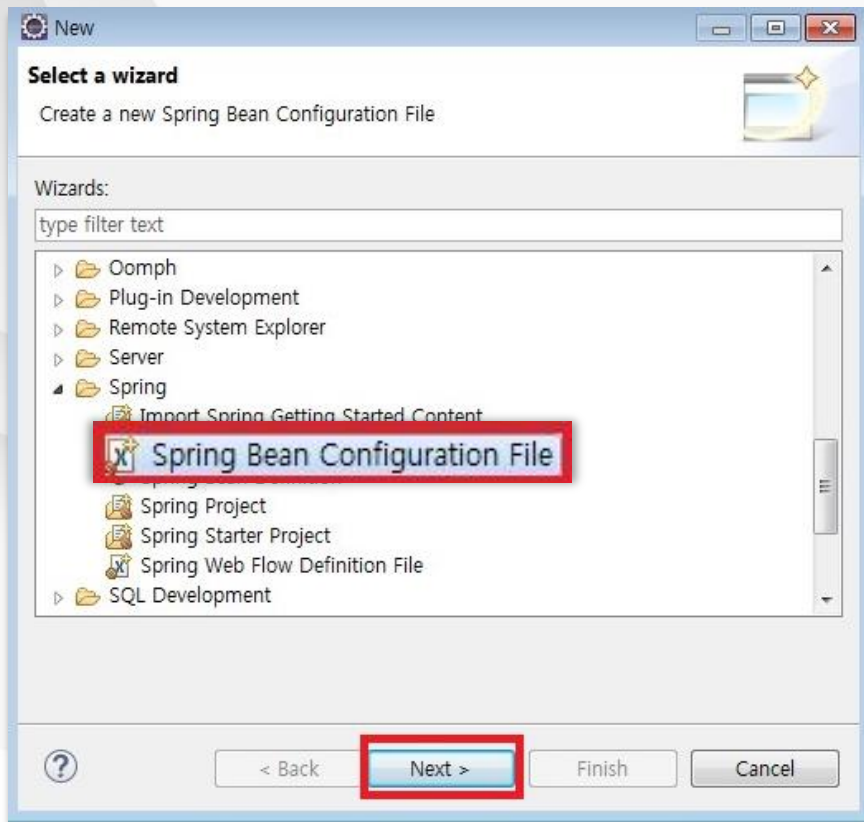 New
Select a wizard
Create a new Spring Bean Configuration File
Wizards:
type filter text
Oomph
Plug-in Development
Remote System Explorer
Server
Spring
Import Spring Getting Started Content
Spring Bean Configuration File
Spring Project
Spring Starter Project
Spring Web Flow Definition File
SQL Development
? < Back Next > Finish Cancel